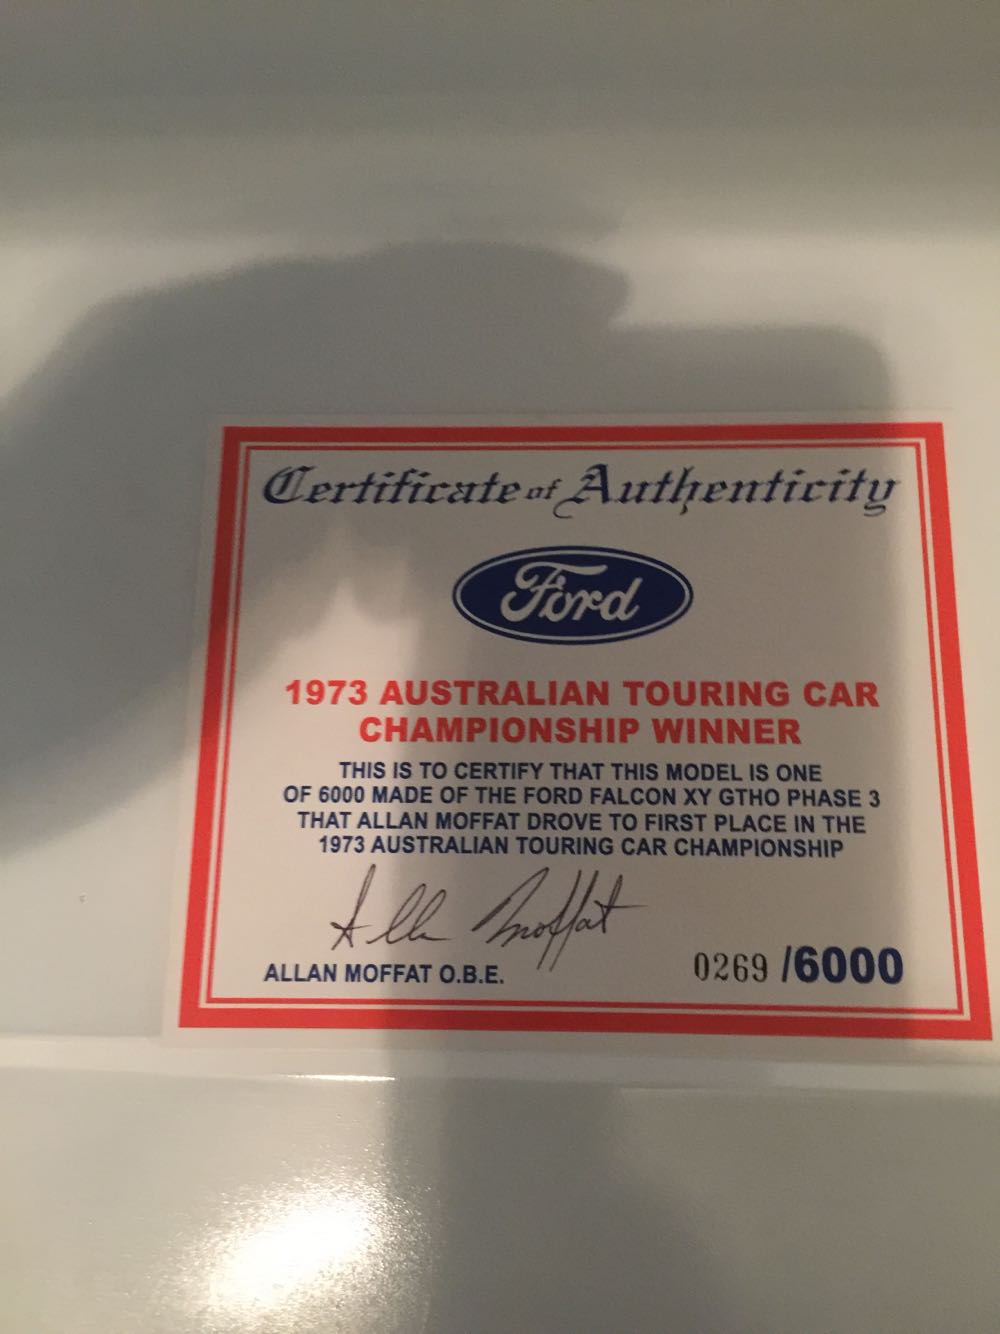 Certificate of Authenticity
Ford
1973 AUSTRALIAN TOURING CAR
CHAMPIONSHIP WINNER
THIS IS TO CERTIFY THAT THIS MODEL IS ONE
OF 6000 MADE OF THE FORD FALCON XY GTHO PHASE 3
THAT ALLAN MOFFAT DROVE TO FIRST PLACE IN THE
1973 AUSTRALIAN TOURING CAR CHAMPIONSHIP
Allan Moffat
ALLAN MOFFAT O.B.E.
0269 /6000